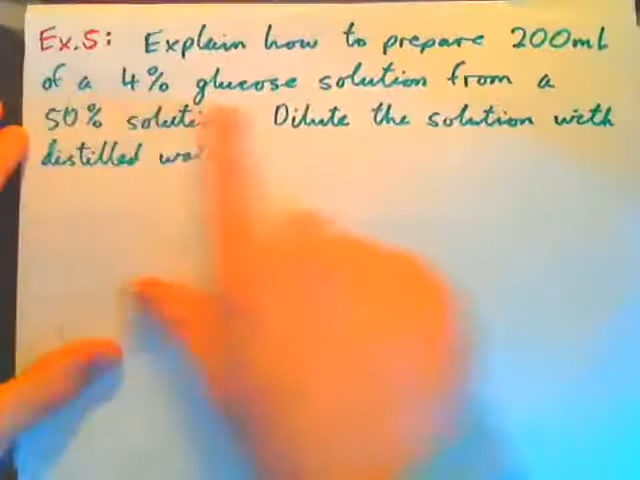 Ex.5: Explain how to prepare 200mL
of a 4% glucose solution from a
50% Dilute the solution with
distilled